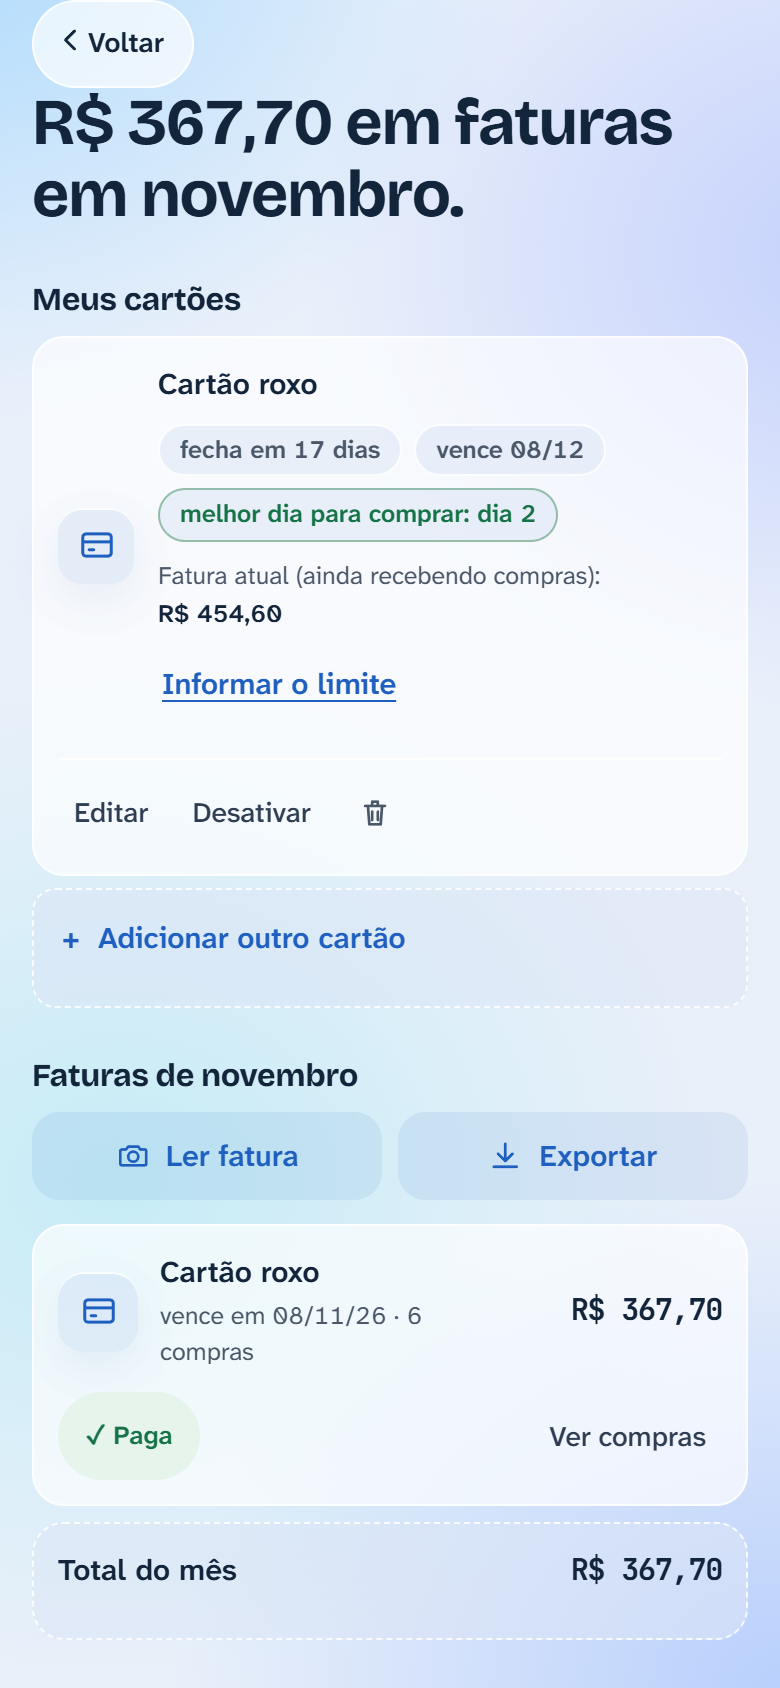 Voltar
R$ 367,70 em faturas
em novembro.
Meus cartões
Cartão roxo
fecha em 17 dias
vence 08/12
melhor dia para comprar: dia 2
Fatura atual (ainda recebendo compras):
R$ 454,60
Informar o limite
Editar
Desativar
+ Adicionar outro cartão
Faturas de novembro
Ler fatura
Exportar
Cartão roxo
vence em 08/11/26 · 6
compras
R$ 367,70
✓ Paga
Ver compras
Total do mês
R$ 367,70